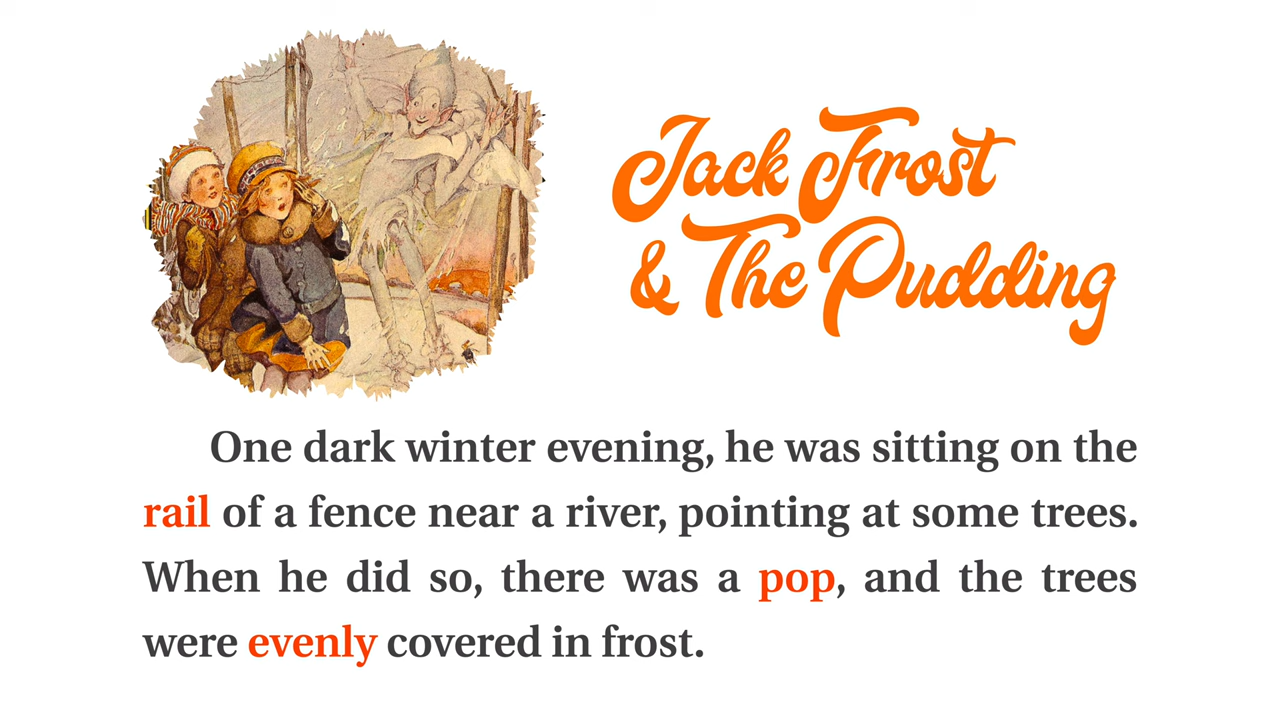 Jack Frost
& The Pudding
One dark winter evening, he was sitting on the
rail of a fence near a river, pointing at some trees.
When he did so, there was a pop, and the trees
were evenly covered in frost.